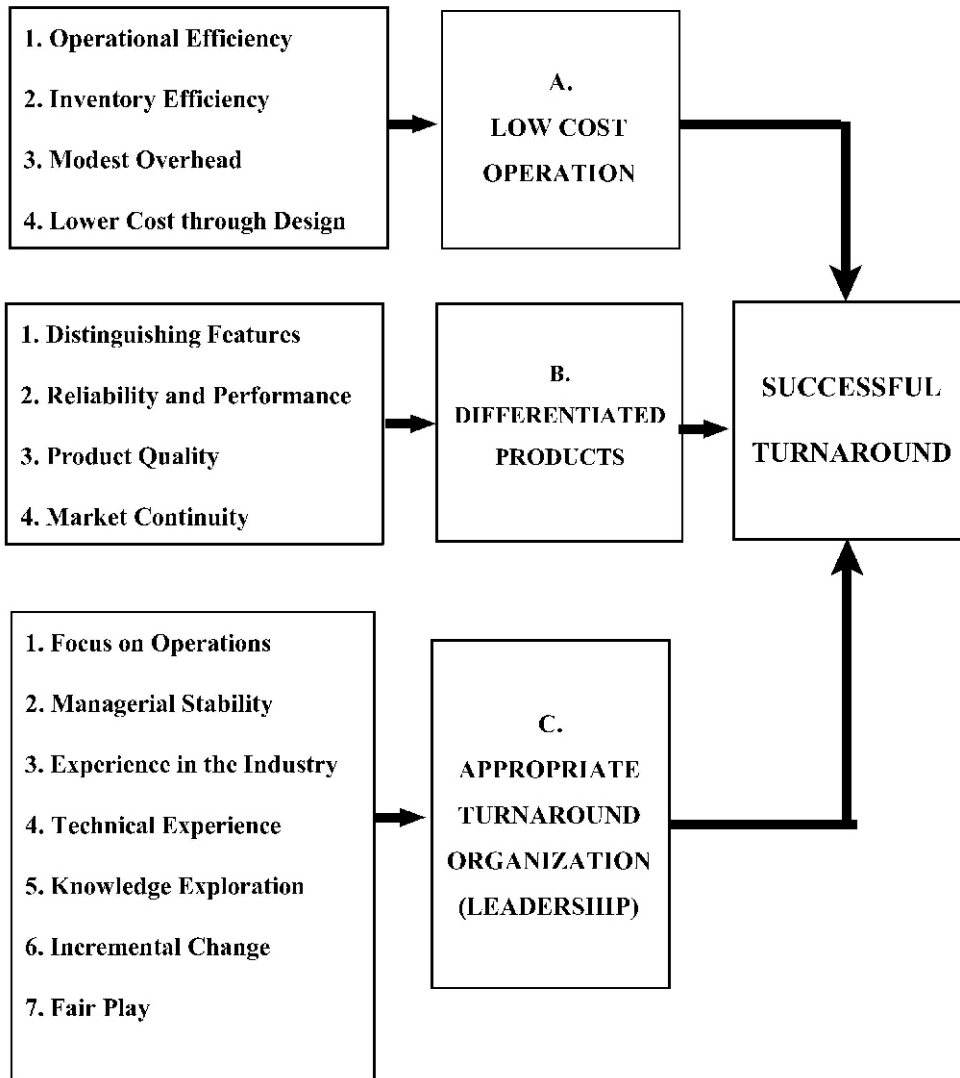 1. Operational Efficiency
2. Inventory Efficiency
3. Modest Overhead
4. Lower Cost through Design
A.
LOW COST
OPERATION
1. Distinguishing Features
2. Reliability and Performance
3. Product Quality
4. Market Continuity
B.
DIFFERENTIATED
PRODUCTS
SUCCESSFUL
TURNAROUND
1. Focus on Operations
2. Managerial Stability
3. Experience in the Industry
4. Technical Experience
5. Knowledge Exploration
6. Incremental Change
7. Fair Play
C.
APPROPRIATE
TURNAROUND
ORGANIZATION
(LEADERSHIP)